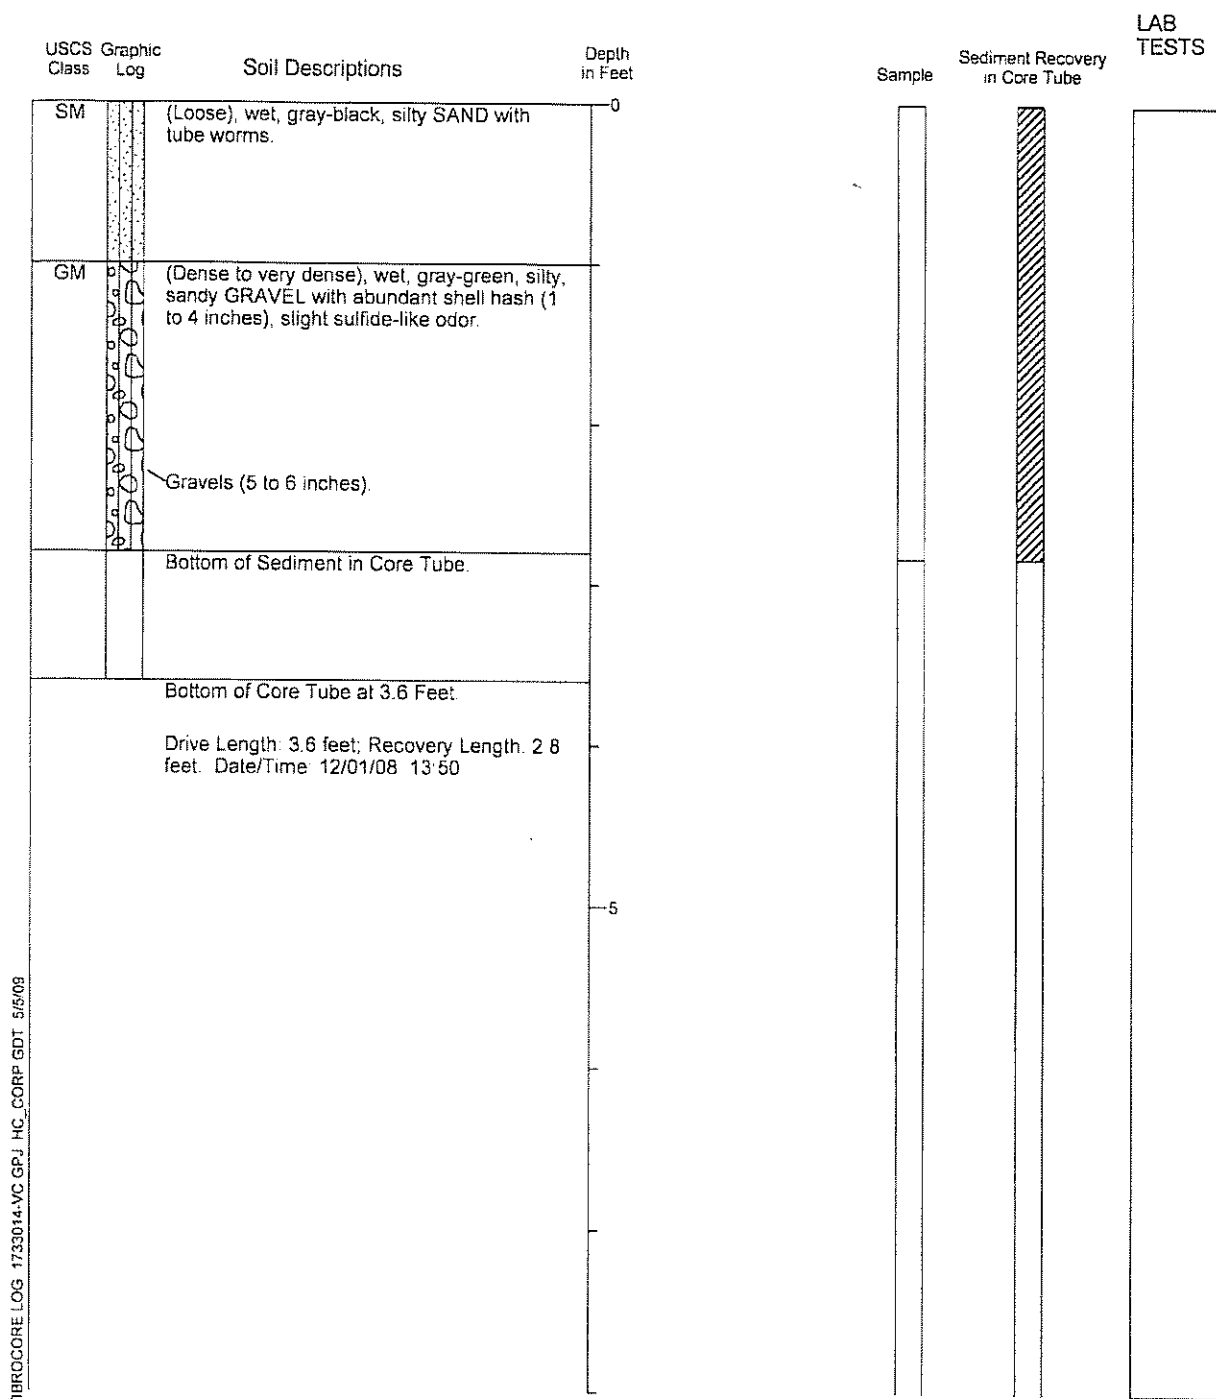 USCS Class
Graphic Log
Soil Descriptions
Depth in Feet
Sample
Sediment Recovery in Core Tube
LAB TESTS
0
SM
(Loose), wet, gray-black, silty SAND with
tube worms.
GM
(Dense to very dense), wet, gray-green, silty,
sandy GRAVEL with abundant shell hash (1
to 4 inches), slight sulfide-like odor.
Gravels (5 to 6 inches).
Bottom of Sediment in Core Tube.
Bottom of Core Tube at 3.6 Feet.
Drive Length: 3.6 feet; Recovery Length. 2 8
feet. Date/Time 12/01/08 13:50
5
IBROCORE LOG 1733014-VC GPJ HC_CORP GDT 5/5/09